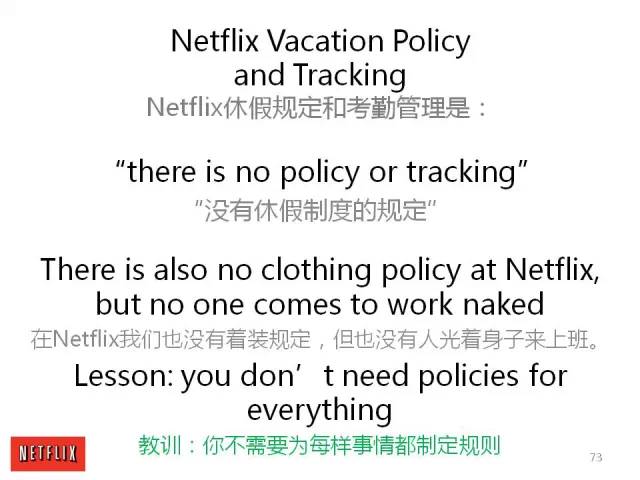 Netflix Vacation Policy
and Tracking
Netflix休假规定和考勤管理是：
“there is no policy or tracking”
“没有休假制度的规定”
There is also no clothing policy at Netflix,
but no one comes to work naked
在Netflix我们也没有着装规定，但也没有人光着身子来上班。
Lesson: you don’t need policies for
everything
教训：你不需要为每样事情都制定规则
NETFLIX
73